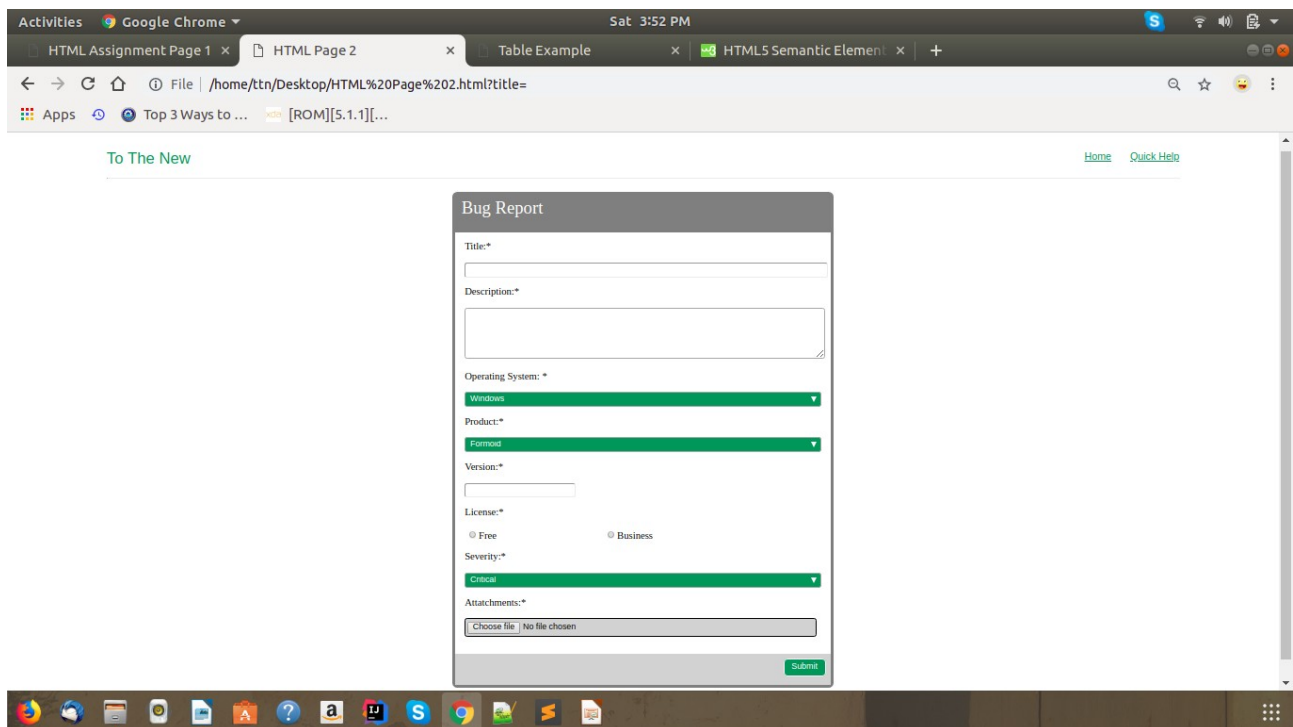 Activities Google Chrome Sat 3:52 PM
HTML Assignment Page 1 HTML Page 2 Table Example HTML5 Semantic Element
File /home/ttn/Desktop/HTML%20Page%202.html?title=
Apps Top 3 Ways to ... [ROM][5.1.1][...
To The New Home Quick Help
Bug Report
Title:*
Description:*
Operating System: *
Windows
Product:*
Formoid
Version:*
License:*
Free Business
Severity:*
Critical
Attatchments:*
Choose file No file chosen
Submit